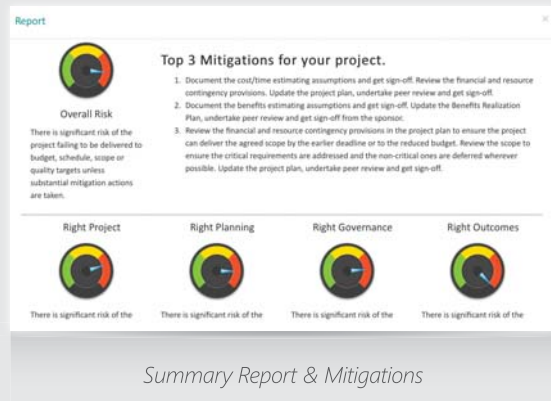 Report
×
Overall Risk
There is significant risk of the
project failing to be delivered to
budget, schedule, scope or
quality targets unless
substantial mitigation actions
are taken.
Top 3 Mitigations for your project.
1. Document the cost/time estimating assumptions and get sign-off. Review the financial and resource
contingency provisions. Update the project plan, undertake peer review and get sign-off.
2. Document the benefits estimating assumptions and get sign-off. Update the Benefits Realization
Plan, undertake peer review and get sign-off from the sponsor.
3. Review the financial and resource contingency provisions in the project plan to ensure the project
can deliver the agreed scope by the earlier deadline or to the reduced budget. Review the scope to
ensure the critical requirements are addressed and the non-critical ones are deferred wherever
possible. Update the project plan, undertake peer review and get sign-off.
Right Project
There is significant risk of the
Right Planning
There is significant risk of the
Right Governance
There is significant risk of the
Right Outcomes
There is significant risk of the
Summary Report & Mitigations